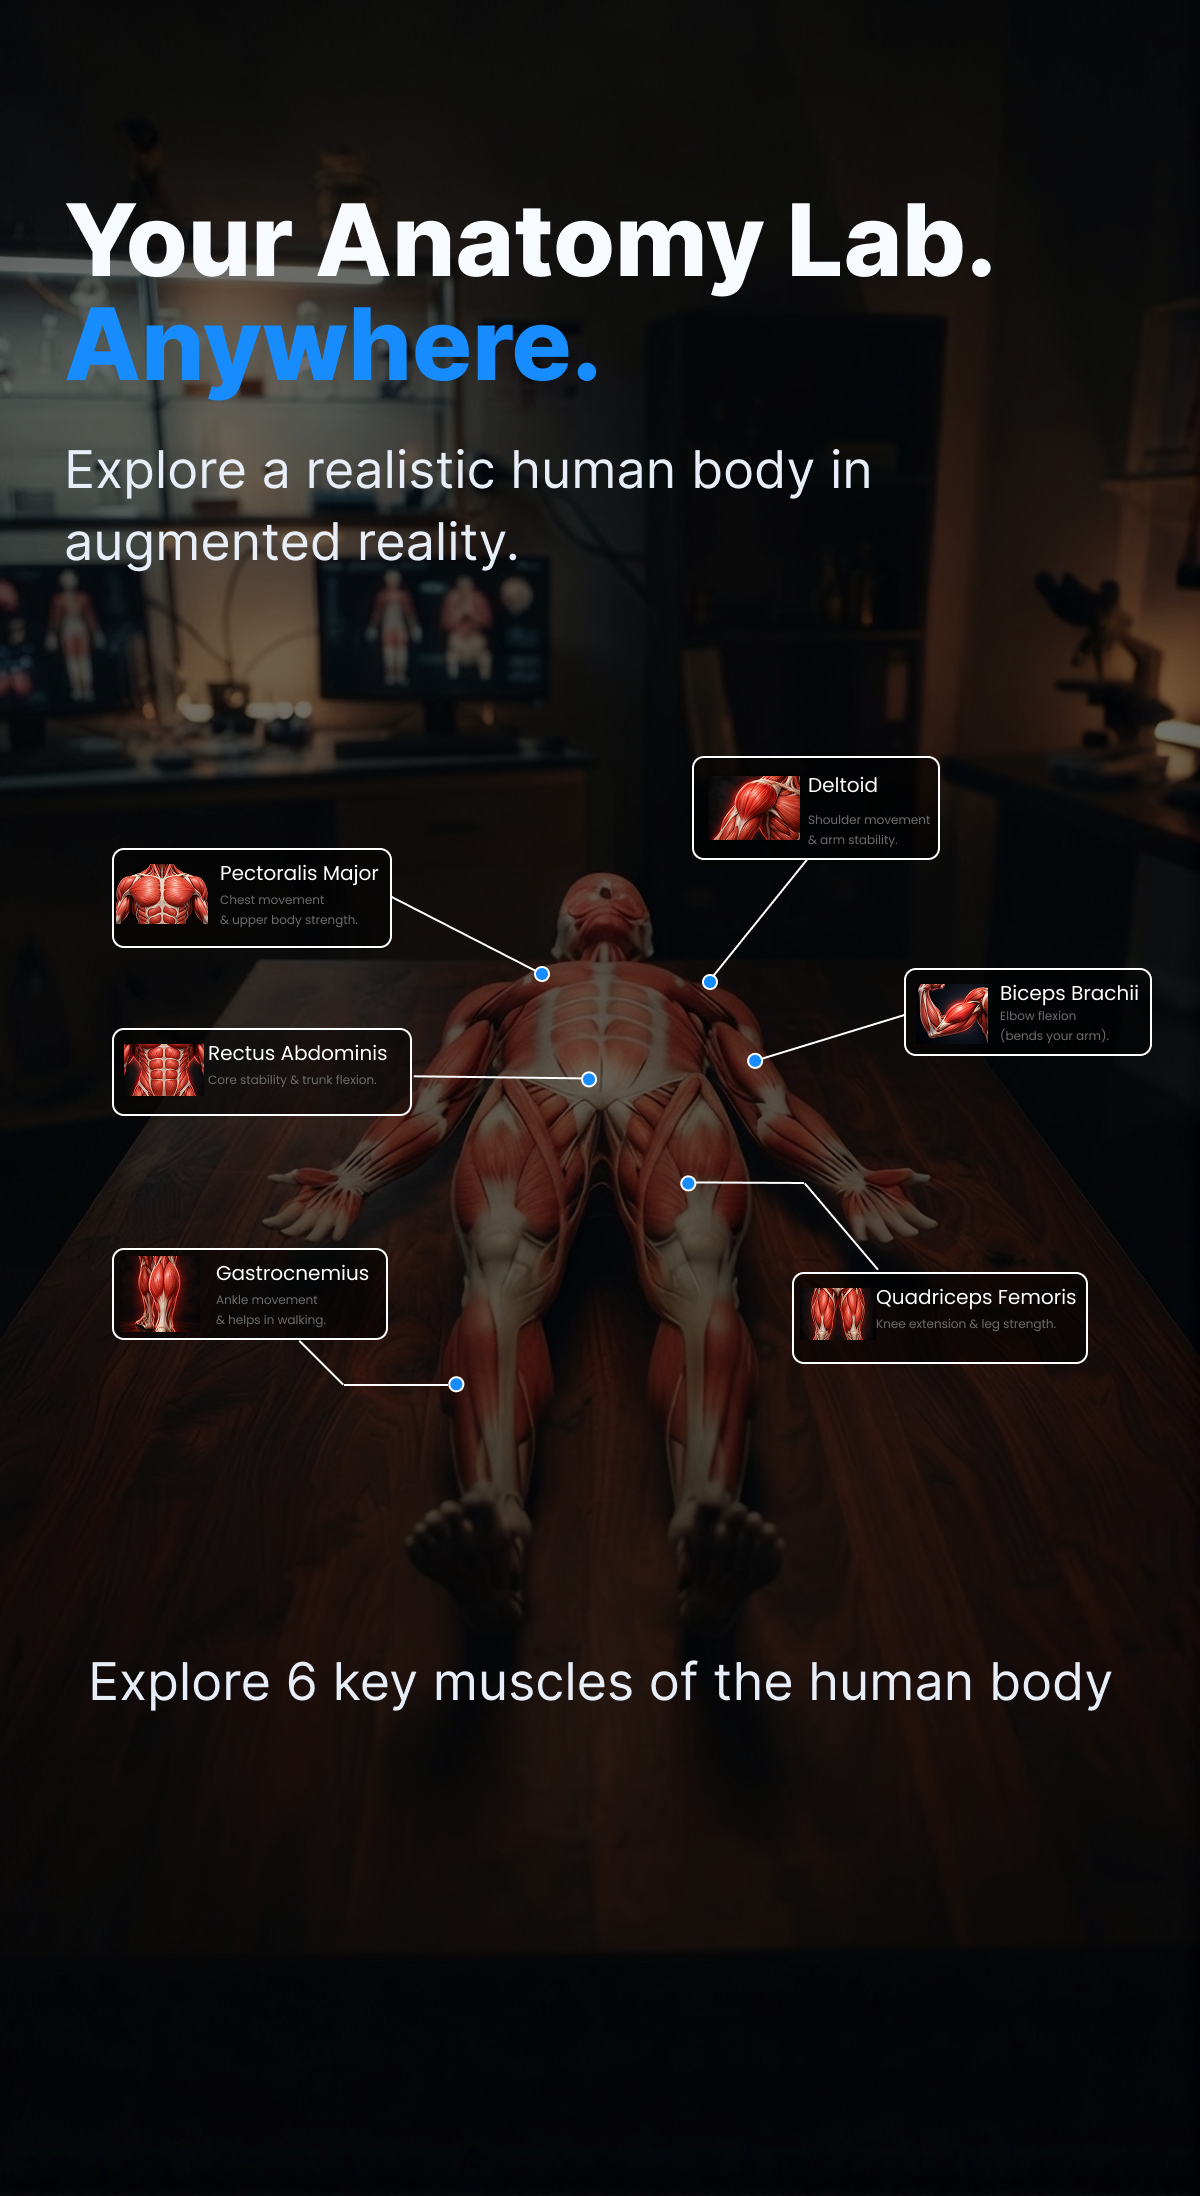 Your Anatomy Lab.
Anywhere.
Explore a realistic human body in
augmented reality.
Deltoid
Shoulder movement
& arm stability.
Pectoralis Major
Chest movement
& upper body strength.
Biceps Brachii
Elbow flexion
(bends your arm).
Rectus Abdominis
Core stability & trunk flexion.
Gastrocnemius
Ankle movement
& helps in walking.
Quadriceps Femoris
Knee extension & leg strength.
Explore 6 key muscles of the human body